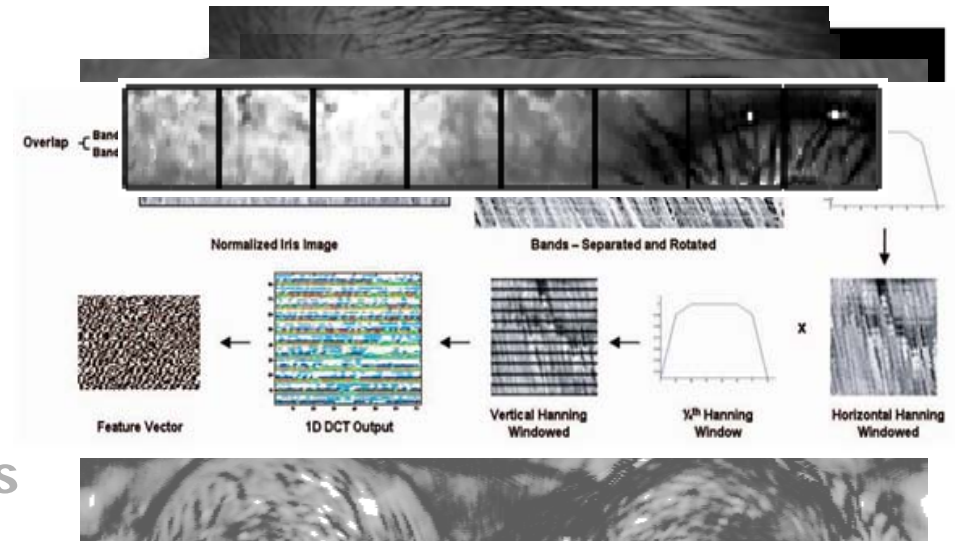 Overlap
Band
Band
Normalized Iris Image
Bands – Separated and Rotated
x
Feature Vector
1D DCT Output
Vertical Hanning
Windowed
¼th Hanning
Window
Horizontal Hanning
Windowed
s